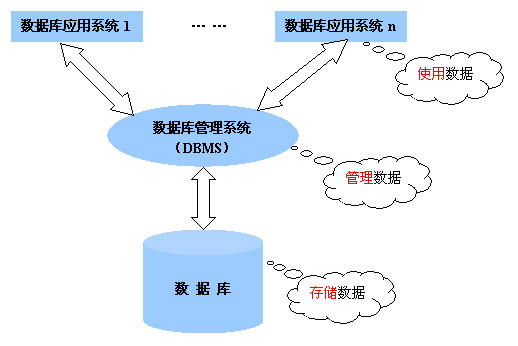 数据库应用系统 1
... ...
数据库应用系统 n
使用数据
数据库管理系统
（DBMS）
管理数据
数 据 库
存储数据